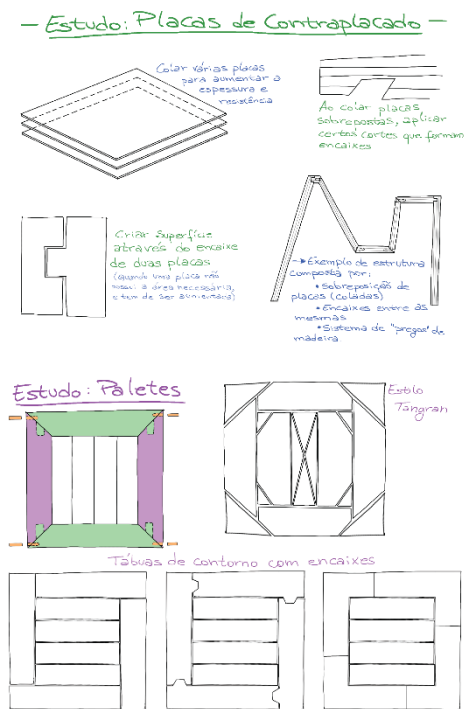 — Estudo: Placas de Contraplacado —
Colar várias placas
para aumentar a
espessura e
resistência
Ao colar placas
sobrepostas, aplicar
certos cortes que formam
encaixes
Criar Superfície
através do encaixe
de duas placas
(Quando uma placa não
possui a área necessária,
e tem de ser aumentada)
→ Exemplo de estrutura
composta por:
• Sobreposição de
placas (coladas)
• Encaixes entre as
mesmas
• Sistema de "pregos" de
madeira
Estudo: Paletes
Estilo
Tangran
Tábuas de contorno com encaixes